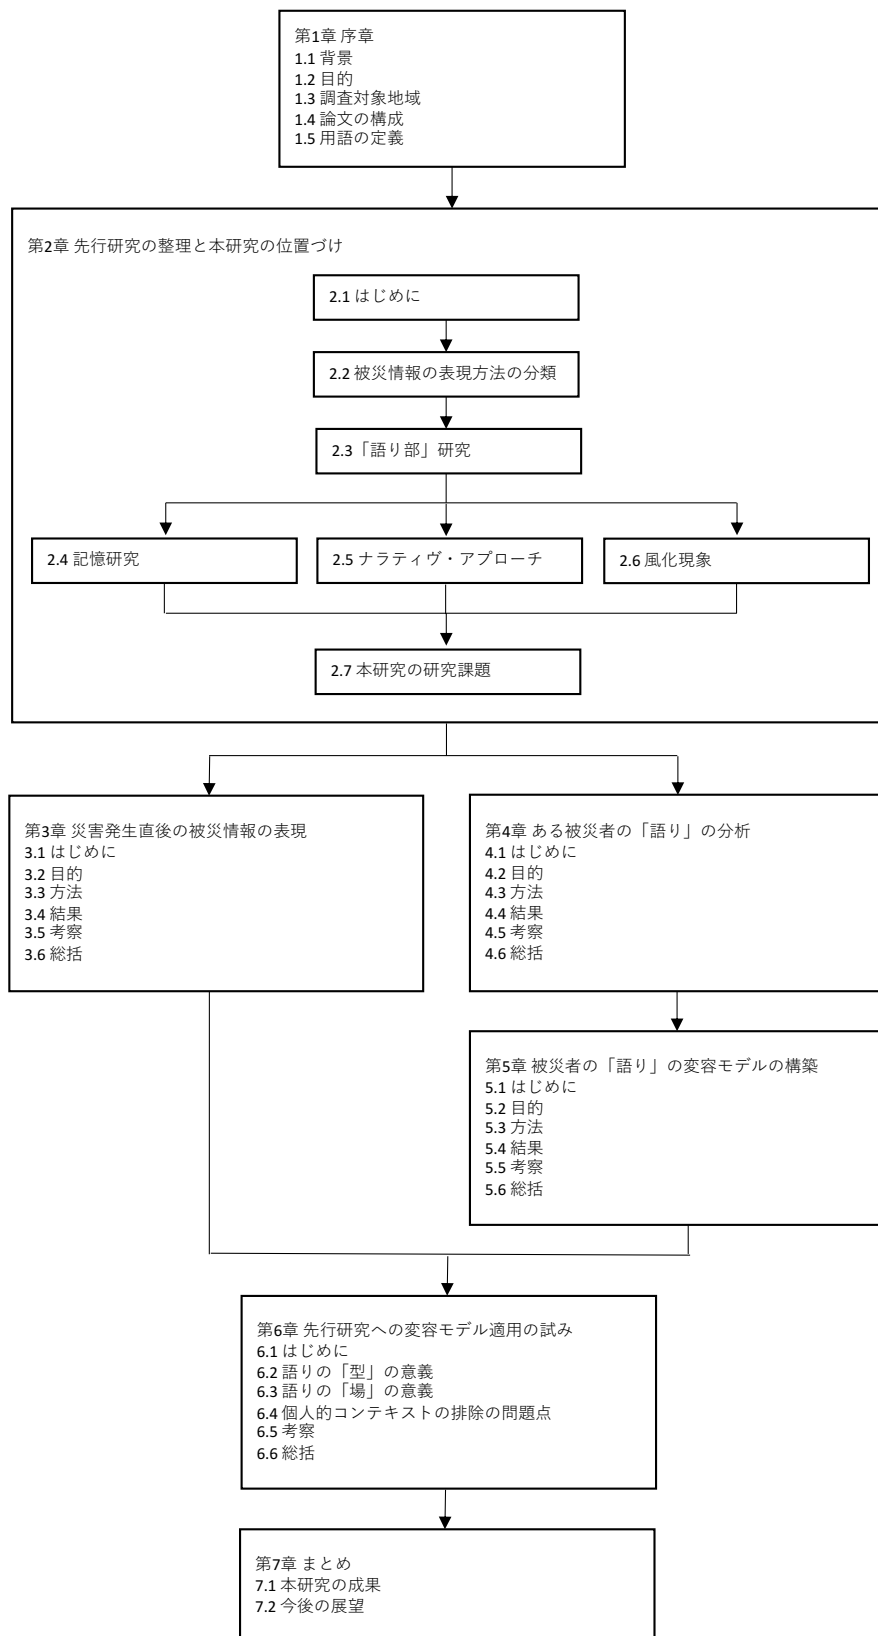 第1章 序章
1.1 背景
1.2 目的
1.3 調査対象地域
1.4 論文の構成
1.5 用語の定義
第2章 先行研究の整理と本研究の位置づけ
2.1 はじめに
2.2 被災情報の表現方法の分類
2.3「語り部」研究
2.4 記憶研究
2.5 ナラティヴ・アプローチ
2.6 風化現象
2.7 本研究の研究課題
第3章 災害発生直後の被災情報の表現
3.1 はじめに
3.2 目的
3.3 方法
3.4 結果
3.5 考察
3.6 総括
第4章 ある被災者の「語り」の分析
4.1 はじめに
4.2 目的
4.3 方法
4.4 結果
4.5 考察
4.6 総括
第5章 被災者の「語り」の変容モデルの構築
5.1 はじめに
5.2 目的
5.3 方法
5.4 結果
5.5 考察
5.6 総括
第6章 先行研究への変容モデル適用の試み
6.1 はじめに
6.2 語りの「型」の意義
6.3 語りの「場」の意義
6.4 個人的コンテキストの排除の問題点
6.5 考察
6.6 総括
第7章 まとめ
7.1 本研究の成果
7.2 今後の展望